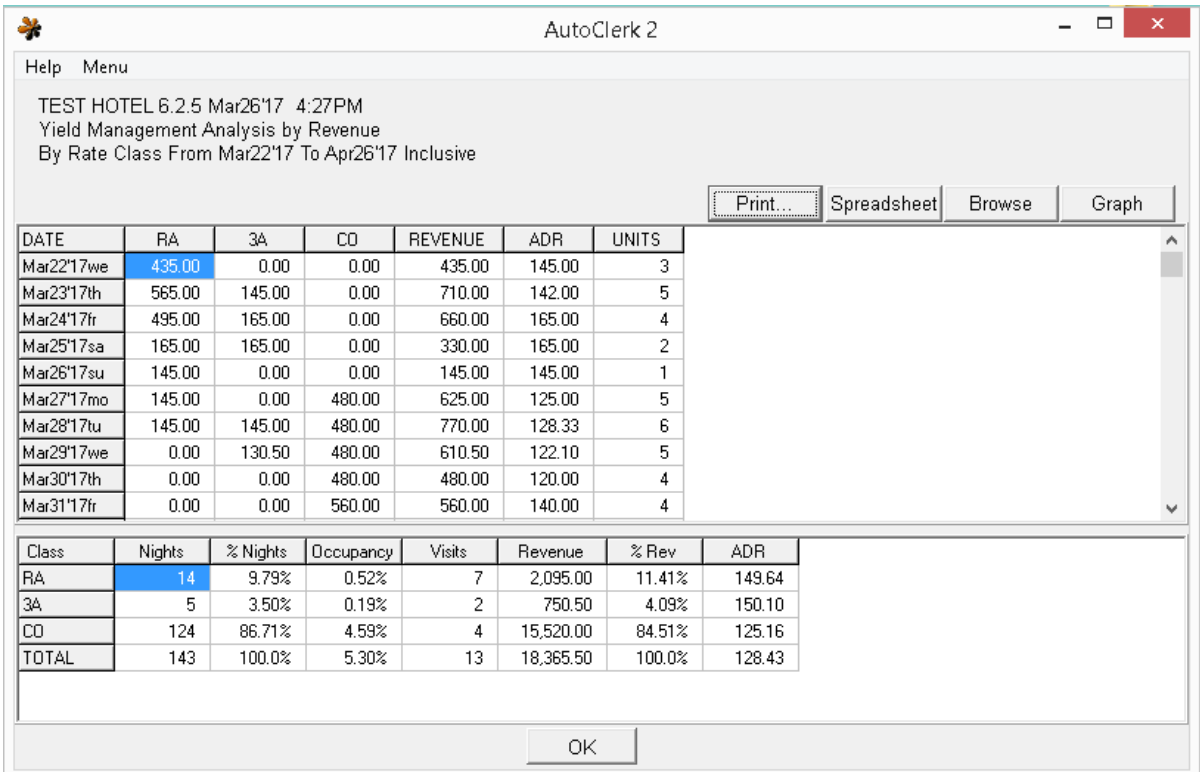 AutoClerk 2
Help Menu
TEST HOTEL 6.2.5 Mar26'17 4:27PM
Yield Management Analysis by Revenue
By Rate Class From Mar22'17 To Apr26'17 Inclusive
Print... Spreadsheet Browse Graph
DATE RA 3A CO REVENUE ADR UNITS
Mar22'17we 435.00 0.00 0.00 435.00 145.00 3
Mar23'17th 565.00 145.00 0.00 710.00 142.00 5
Mar24'17fr 495.00 165.00 0.00 660.00 165.00 4
Mar25'17sa 165.00 165.00 0.00 330.00 165.00 2
Mar26'17su 145.00 0.00 0.00 145.00 145.00 1
Mar27'17mo 145.00 0.00 480.00 625.00 125.00 5
Mar28'17tu 145.00 145.00 480.00 770.00 128.33 6
Mar29'17we 0.00 130.50 480.00 610.50 122.10 5
Mar30'17th 0.00 0.00 480.00 480.00 120.00 4
Mar31'17fr 0.00 0.00 560.00 560.00 140.00 4
Class Nights % Nights Occupancy Visits Revenue % Rev ADR
RA 14 9.79% 0.52% 7 2,095.00 11.41% 149.64
3A 5 3.50% 0.19% 2 750.50 4.09% 150.10
CO 124 86.71% 4.59% 4 15,520.00 84.51% 125.16
TOTAL 143 100.0% 5.30% 13 18,365.50 100.0% 128.43
OK